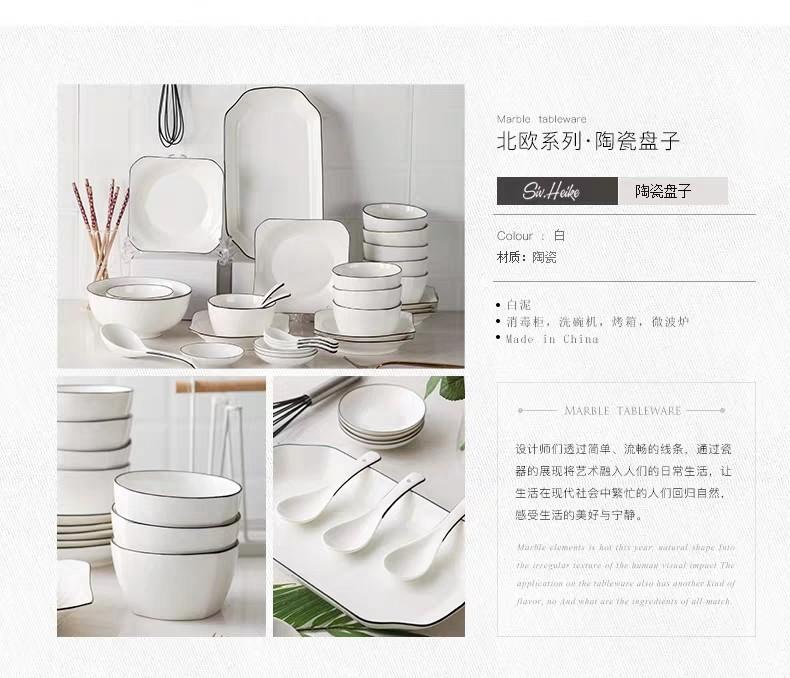 Marble tableware
北欧系列·陶瓷盘子
Siv.Heike 陶瓷盘子
Colour : 白
材质：陶瓷
• 白泥
• 消毒柜，洗碗机，烤箱，微波炉
• Made in China
MARBLE TABLEWARE
设计师们透过简单、流畅的线条，通过瓷
器的展现将艺术融入人们的日常生活，让
生活在现代社会中繁忙的人们回归自然，
感受生活的美好与宁静。
Marble elements is hot this year, natural shape Into
the irregular texture of the human visual impact The
application on the tableware also has another kind of
flavor, no And what are the ingredients of all-match.